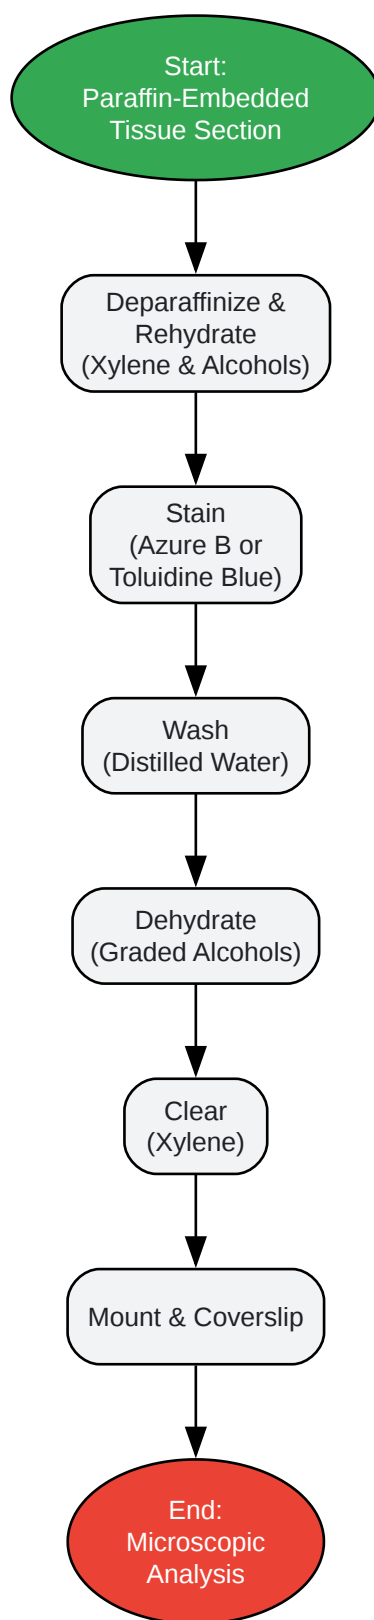 Start:
Paraffin-Embedded
Tissue Section
Deparaffinize &
Rehydrate
(Xylene & Alcohols)
Stain
(Azure B or
Toluidine Blue)
Wash
(Distilled Water)
Dehydrate
(Graded Alcohols)
Clear
(Xylene)
Mount & Coverslip
End:
Microscopic
Analysis